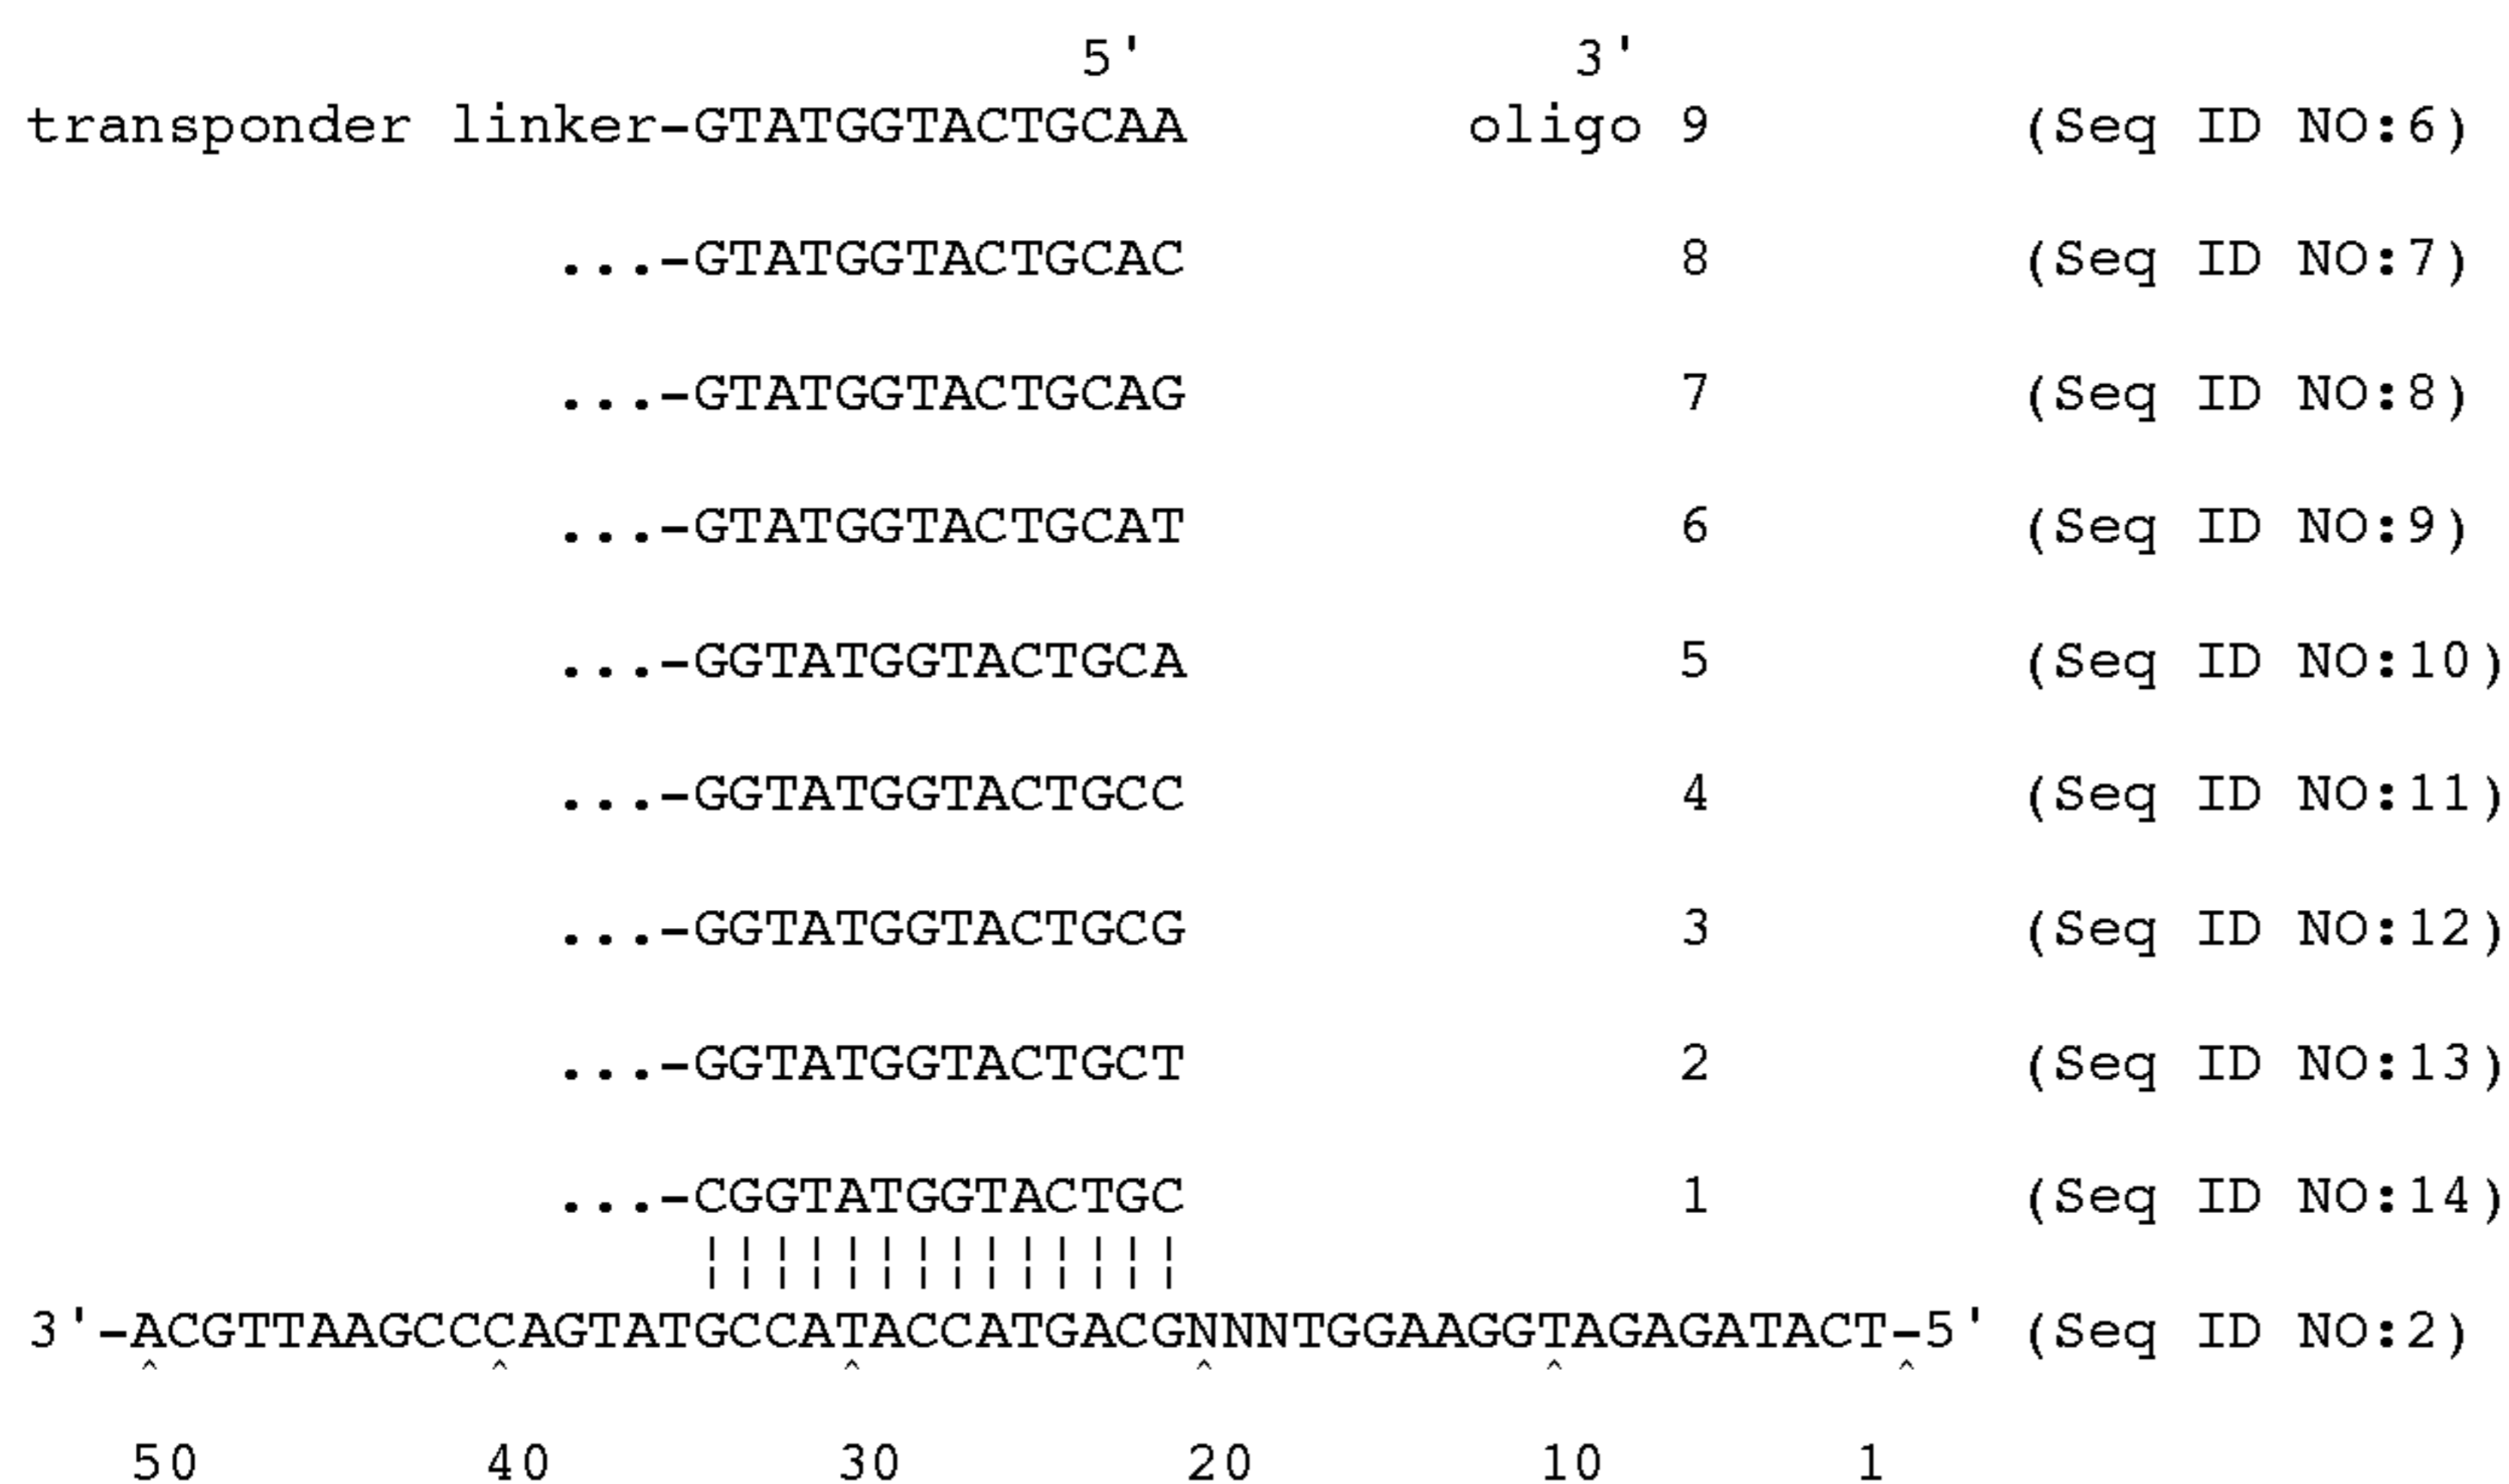 5' 3'
transponder linker-GTATGGTACTGCAA oligo 9 (Seq ID NO:6)
...-GTATGGTACTGCAC 8 (Seq ID NO:7)
...-GTATGGTACTGCAG 7 (Seq ID NO:8)
...-GTATGGTACTGCAT 6 (Seq ID NO:9)
...-GGTATGGTACTGCA 5 (Seq ID NO:10)
...-GGTATGGTACTGCC 4 (Seq ID NO:11)
...-GGTATGGTACTGCG 3 (Seq ID NO:12)
...-GGTATGGTACTGCT 2 (Seq ID NO:13)
...-CGGTATGGTACTGC 1 (Seq ID NO:14)
| | | | | | | | | | | | | |
3'-ACGTTAAGCCCAGTATGCCATACCATGACGNNNTGGAAGGTAGAGATACT-5' (Seq ID NO:2)
^ ^ ^ ^ ^ ^
50 40 30 20 10 1